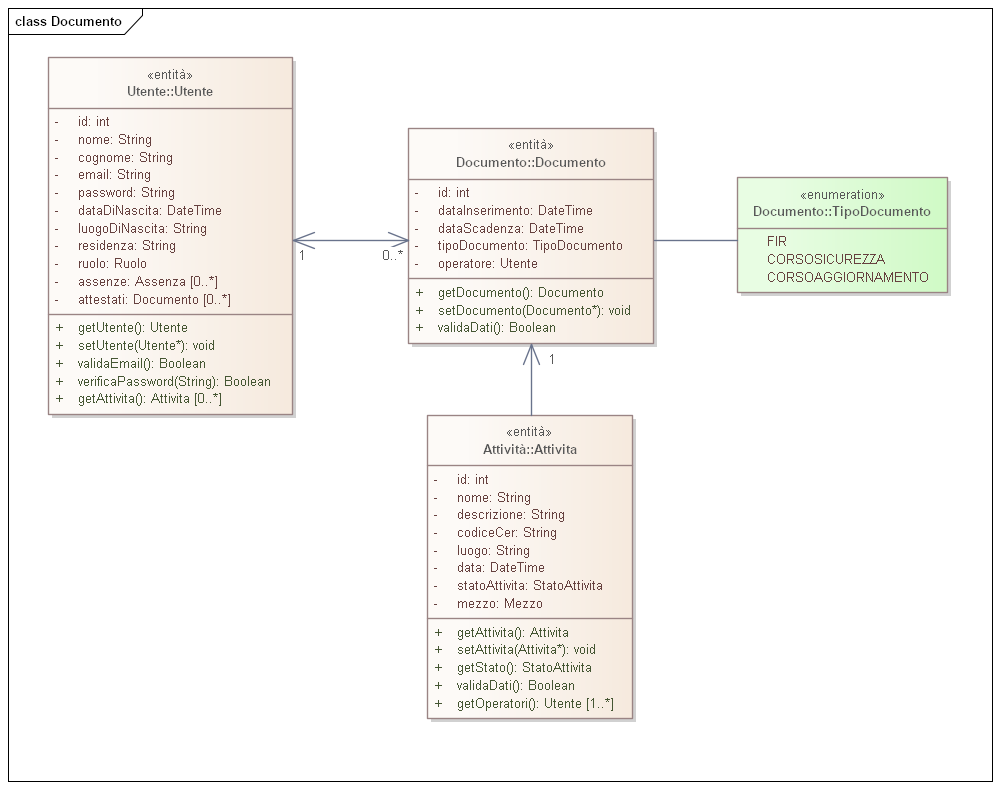 class Documento
«entità»
Utente::Utente
- id: int
- nome: String
- cognome: String
- email: String
- password: String
- dataDiNascita: DateTime
- luogoDiNascita: String
- residenza: String
- ruolo: Ruolo
- assenze: Assenza [0..*]
- attestati: Documento [0..*]
+ getUtente(): Utente
+ setUtente(Utente*): void
+ validaEmail(): Boolean
+ verificaPassword(String): Boolean
+ getAttivita(): Attivita [0..*]
1
0..*
«entità»
Documento::Documento
- id: int
- dataInserimento: DateTime
- dataScadenza: DateTime
- tipoDocumento: TipoDocumento
- operatore: Utente
+ getDocumento(): Documento
+ setDocumento(Documento*): void
+ validaDati(): Boolean
«enumeration»
Documento::TipoDocumento
FIR
CORSOSICUREZZA
CORSOAGGIORNAMENTO
1
«entità»
Attività::Attivita
- id: int
- nome: String
- descrizione: String
- codiceCer: String
- luogo: String
- data: DateTime
- statoAttivita: StatoAttivita
- mezzo: Mezzo
+ getAttivita(): Attivita
+ setAttivita(Attivita*): void
+ getStato(): StatoAttivita
+ validaDati(): Boolean
+ getOperatori(): Utente [1..*]